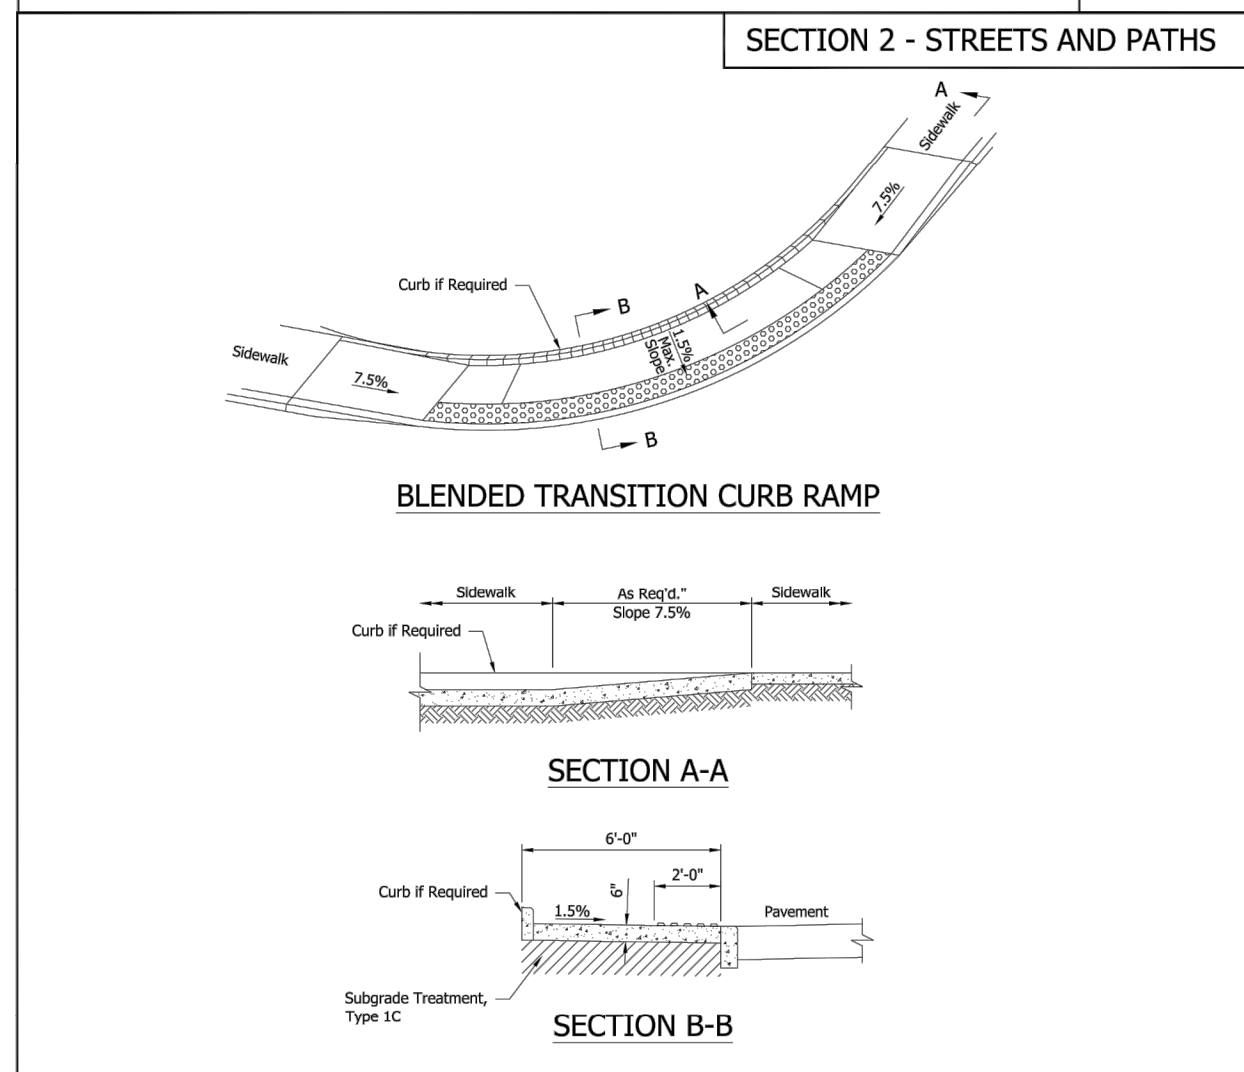 SECTION 2 - STREETS AND PATHS
A
Sidewalk
7.5%
Curb if Required
B
A
1.5%
Max.
Slope
Sidewalk
7.5%
B
BLENDED TRANSITION CURB RAMP
Sidewalk
As Req'd."
Sidewalk
Slope 7.5%
Curb if Required
SECTION A-A
6'-0"
2'-0"
6"
Curb if Required
1.5%
Pavement
Subgrade Treatment,
Type 1C
SECTION B-B